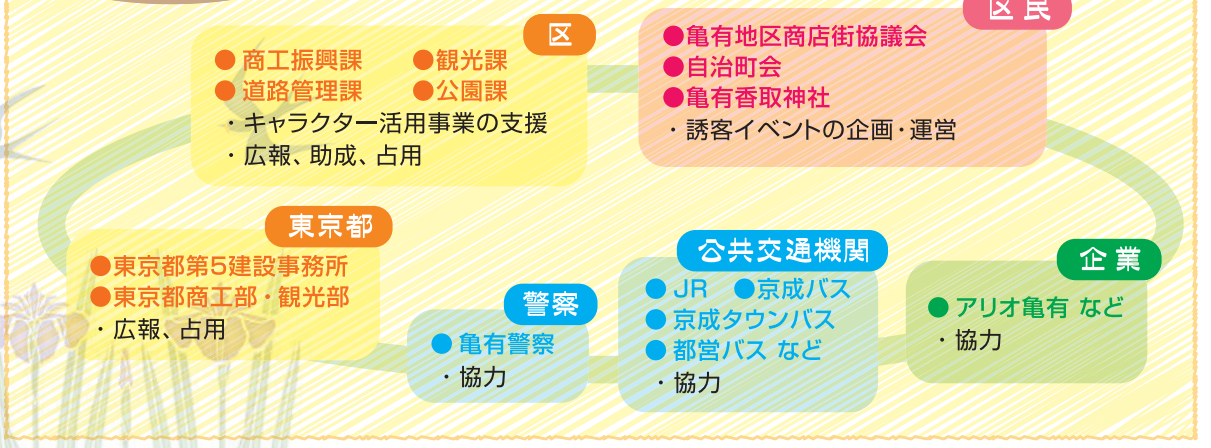 区
● 商工振興課 ●観光課
● 道路管理課 ●公園課
・キャラクター活用事業の支援
・広報、助成、占用
区民
●亀有地区商店街協議会
●自治町会
●亀有香取神社
・誘客イベントの企画・運営
東京都
●東京都第5建設事務所
●東京都商工部・観光部
・広報、占用
警察
● 亀有警察
・協力
公共交通機関
● JR ●京成バス
● 京成タウンバス
● 都営バス など
・協力
企業
● アリオ亀有 など
・協力